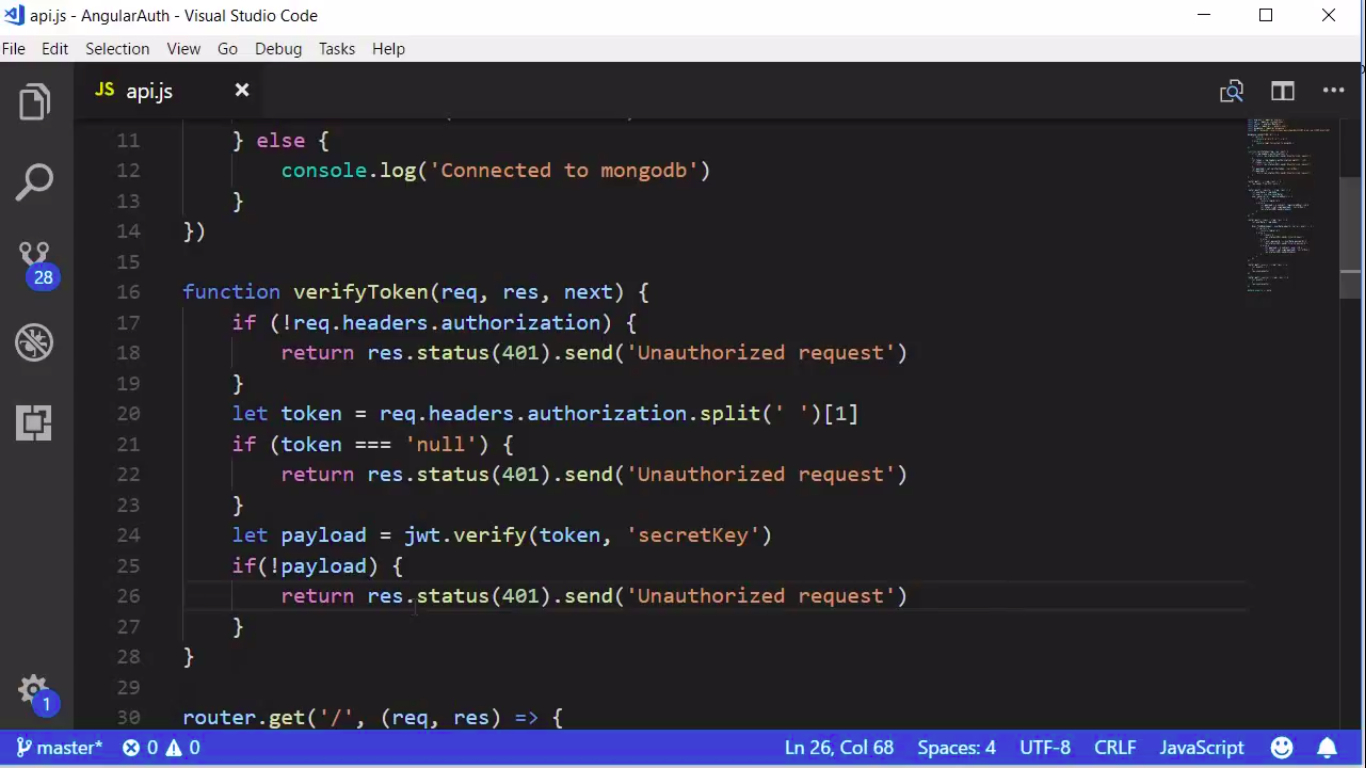 api.js - AngularAuth - Visual Studio Code
File Edit Selection View Go Debug Tasks Help
JS api.js
11 } else {
12 console.log('Connected to mongodb')
13 }
14 })
15
16 function verifyToken(req, res, next) {
17 if (!req.headers.authorization) {
18 return res.status(401).send('Unauthorized request')
19 }
20 let token = req.headers.authorization.split(' ')[1]
21 if (token === 'null') {
22 return res.status(401).send('Unauthorized request')
23 }
24 let payload = jwt.verify(token, 'secretKey')
25 if(!payload) {
26 return res.status(401).send('Unauthorized request')
27 }
28 }
29
30 router.get('/', (req, res) => {
28
1
master* 0 0 Ln 26, Col 68 Spaces: 4 UTF-8 CRLF JavaScript